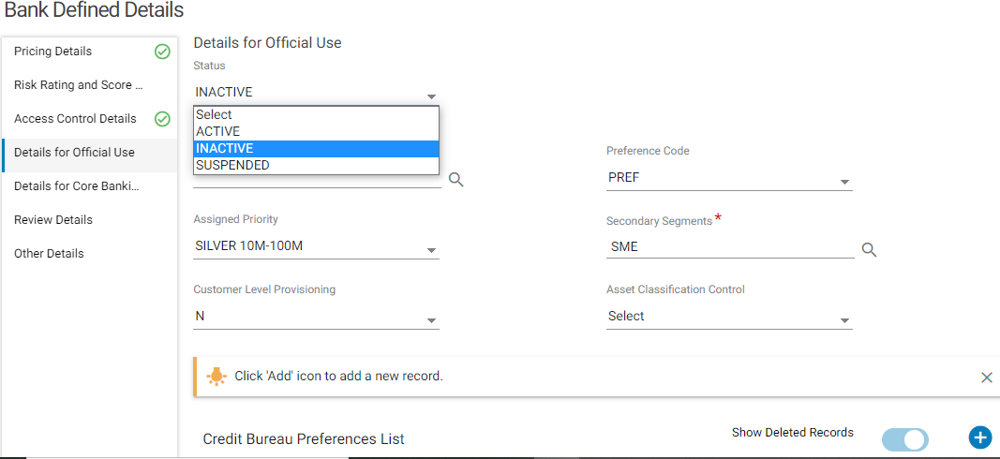 Bank Defined Details
Pricing Details
Risk Rating and Score ...
Access Control Details
Details for Official Use
Details for Core Banki...
Review Details
Other Details
Details for Official Use
Status
INACTIVE
Select
ACTIVE
INACTIVE
SUSPENDED
Preference Code
PREF
Assigned Priority
SILVER 10M-100M
Secondary Segments *
SME
Customer Level Provisioning
N
Asset Classification Control
Select
Click 'Add' icon to add a new record.
Credit Bureau Preferences List
Show Deleted Records